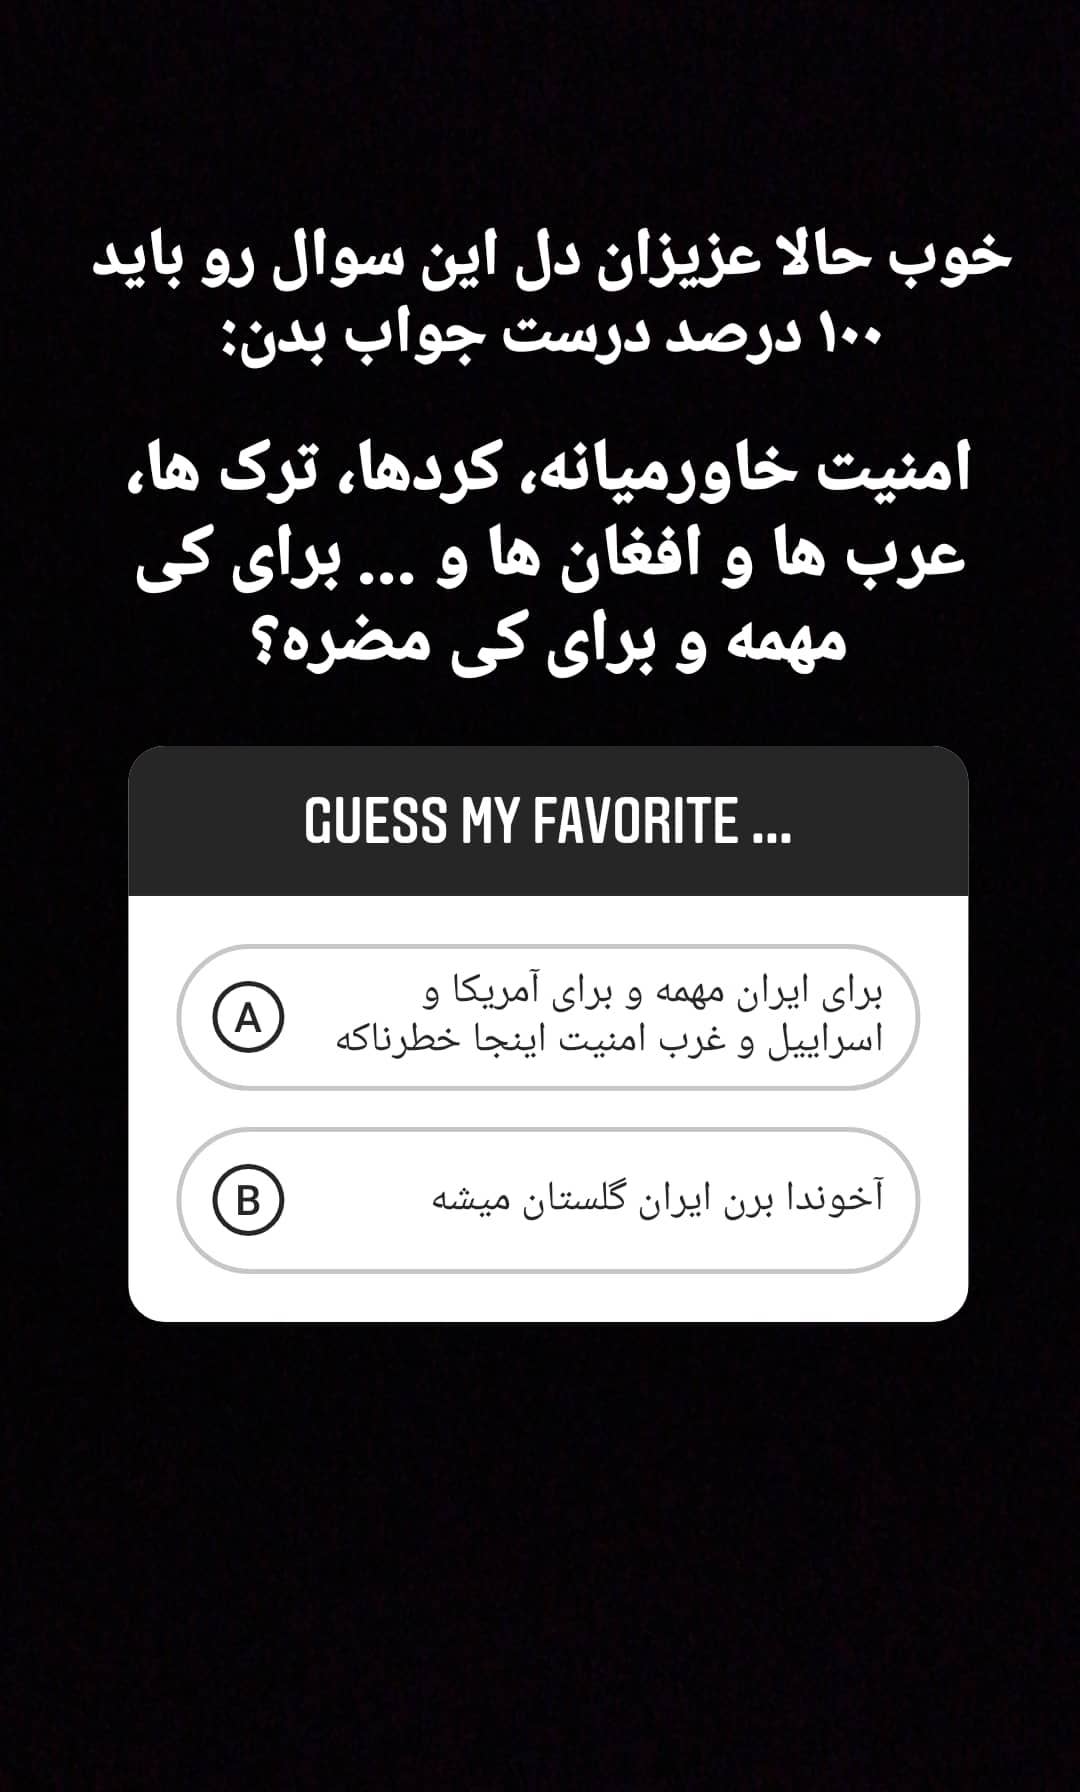 خوب حالا عزیزان دل این سوال رو باید
۱۰۰ درصد درست جواب بدن:
امنیت خاورمیانه، کردها، ترک ها،
عرب ها و افغان ها و ... برای کی
مهمه و برای کی مضره؟
GUESS MY FAVORITE ...
A
برای ایران مهمه و برای آمریکا و
اسراییل و غرب امنیت اینجا خطرناکه
B
آخوندا برن ایران گلستان میشه